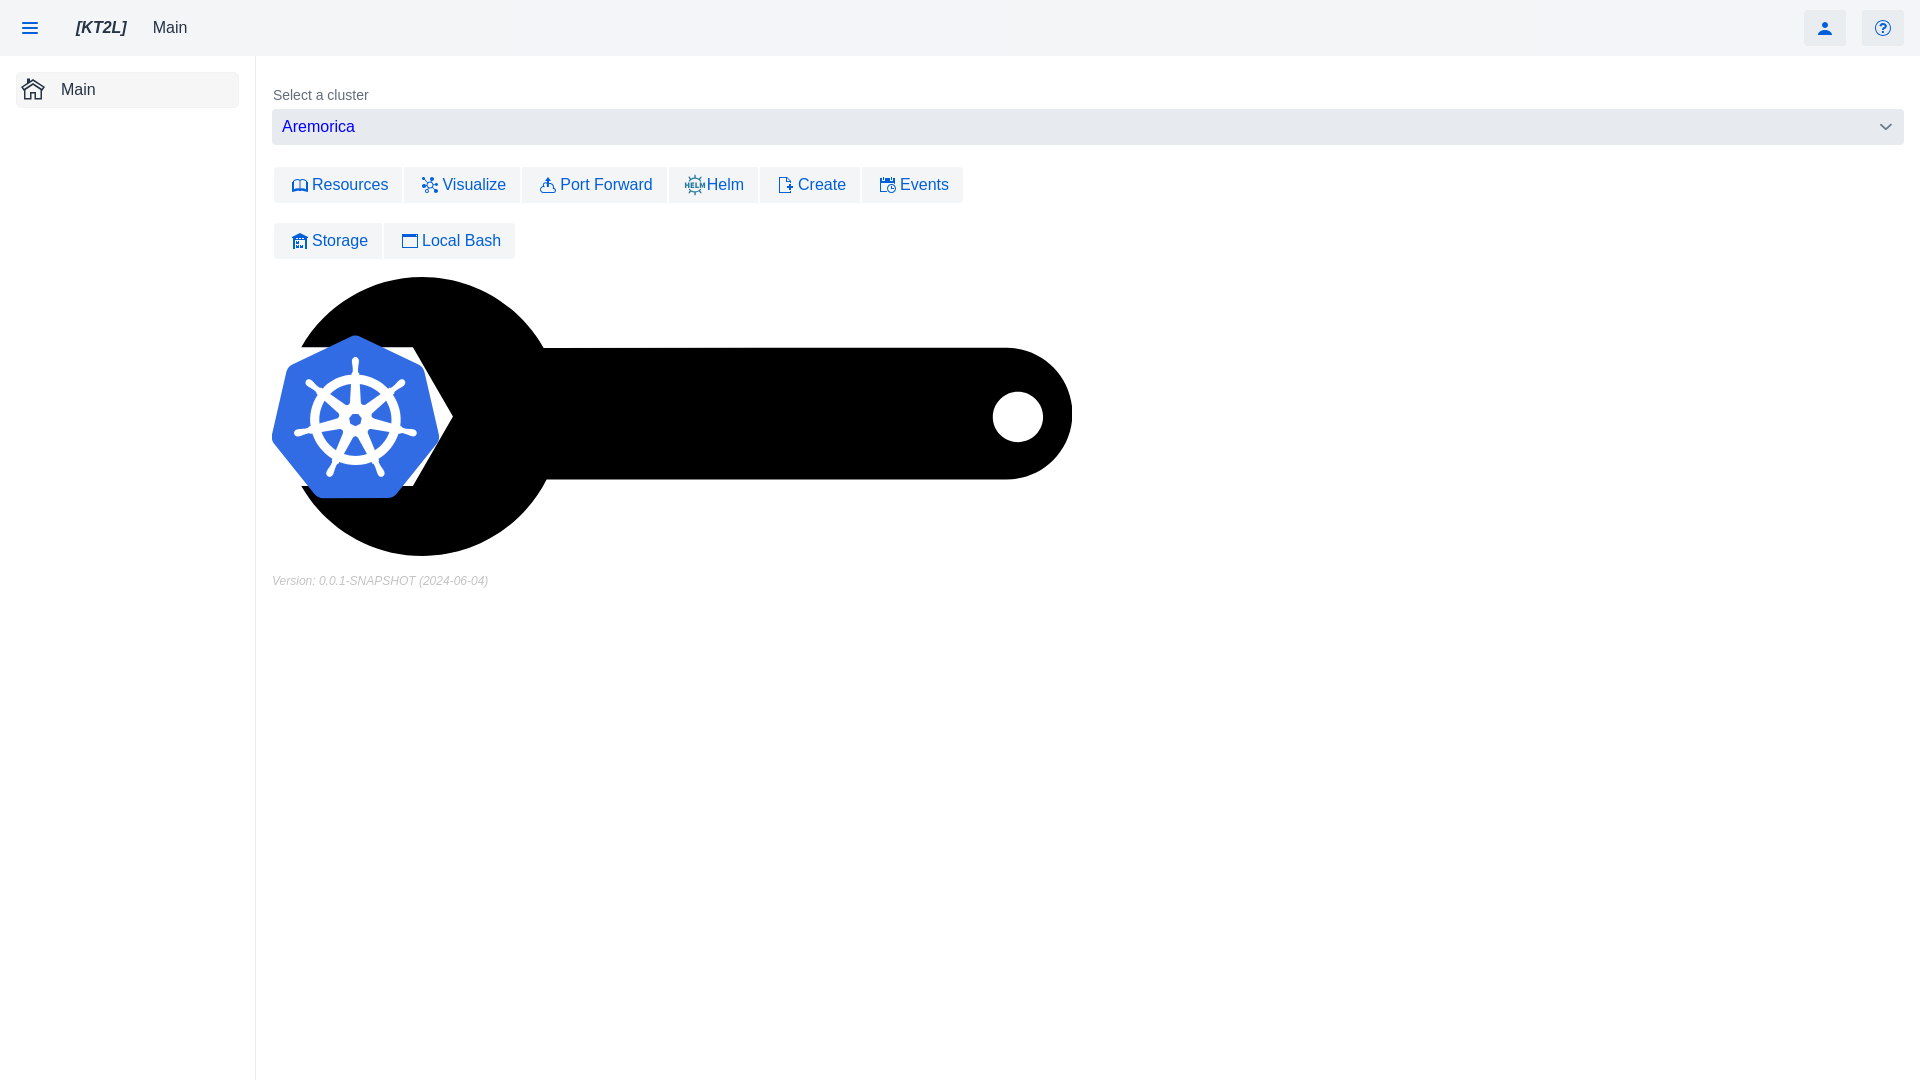 [KT2L] Main
Main
Select a cluster
Aremorica
Resources Visualize Port Forward HELM Helm Create Events
Storage Local Bash
Version: 0.0.1-SNAPSHOT (2024-06-04)